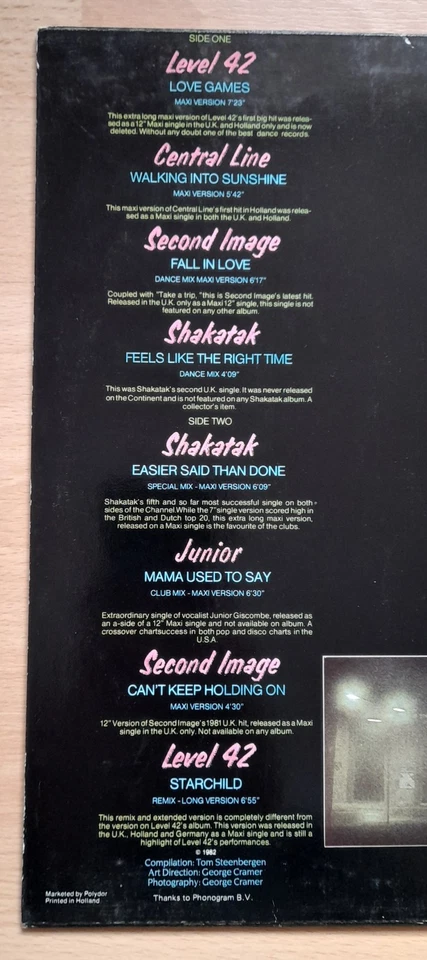 SIDE ONE
Level 42
LOVE GAMES
MAXI VERSION 7'23"
This extra long maxi version of Level 42's first big hit was relea-
sed as a 12" Maxi single in the U.K. and Holland only and is now
deleted. Without any doubt one of the best dance records.
Central Line
WALKING INTO SUNSHINE
MAXI VERSION 5'42"
This maxi version of Central Line's first hit in Holland was relea-
sed as a Maxi single in both the U.K. and Holland.
Second Image
FALL IN LOVE
DANCE MIX MAXI VERSION 6'17"
Coupled with "Take a trip, "this is Second Image's latest hit.
Released in the U.K. only as a Maxi 12" single, this single is not
featured on any other album.
Shakatak
FEELS LIKE THE RIGHT TIME
DANCE MIX 4'09"
This was Shakatak's second U.K. single. It was never released
on the Continent and is not featured on any Shakatak album. A
collector's item.
SIDE TWO
Shakatak
EASIER SAID THAN DONE
SPECIAL MIX - MAXI VERSION 6'09"
Shakatak's fifth and so far most successful single on both
sides of the Channel. While the 7" single version scored high in
the British and Dutch top 20, this extra long maxi version,
released on a Maxi single is the favourite of the clubs.
Junior
MAMA USED TO SAY
CLUB MIX - MAXI VERSION 6'30"
Extraordinary single of vocalist Junior Giscombe, released as
an a-side of a 12" Maxi single and not available on album. A
crossover chartsuccess in both pop and disco charts in the
U.S.A.
Second Image
CAN'T KEEP HOLDING ON
MAXI VERSION 4'30"
12" Version of Second Image's 1981 U.K. hit, released as a Maxi
single in the U.K. only. Not available on any album.
Level 42
STARCHILD
REMIX - LONG VERSION 6'55"
This remix and extended version is completely different from
the version on Level 42's album. This version was released in
the U.K., Holland and Germany as a Maxi single and is still a
highlight of Level 42's performances.
© 1982
Compilation: Tom Steenbergen
Art Direction: George Cramer
Photography: George Cramer
Marketed by Polydor
Printed in Holland
Thanks to Phonogram B.V.